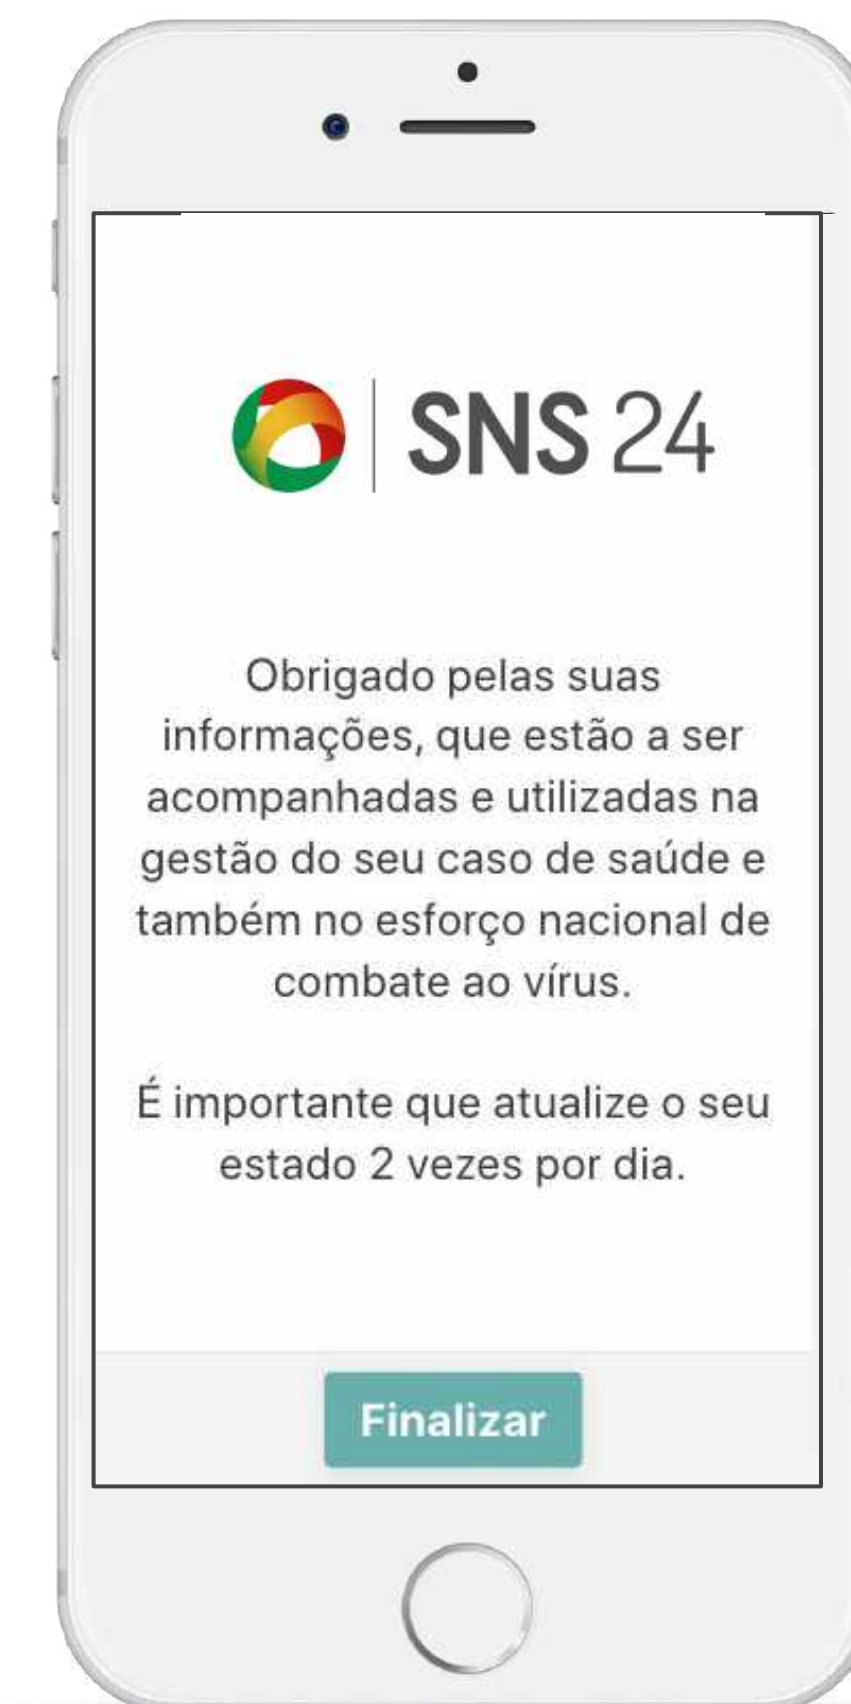 SNS 24
Obrigado pelas suas
informações, que estão a ser
acompanhadas e utilizadas na
gestão do seu caso de saúde e
também no esforço nacional de
combate ao vírus.
É importante que atualize o seu
estado 2 vezes por dia.
Finalizar